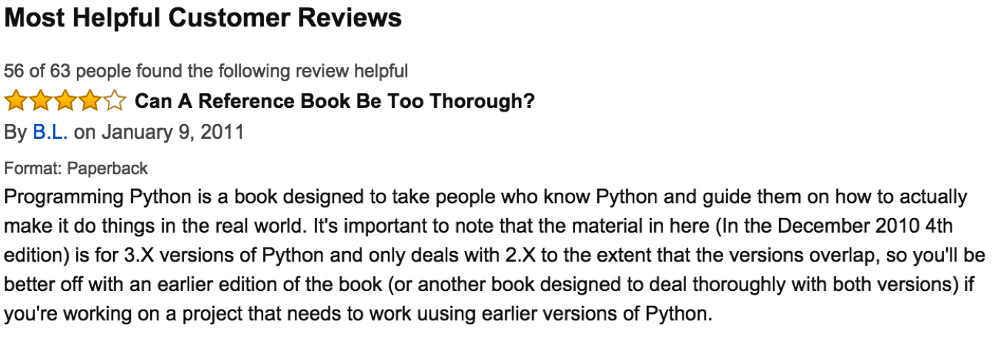 Most Helpful Customer Reviews
56 of 63 people found the following review helpful
Can A Reference Book Be Too Thorough?
By B.L. on January 9, 2011
Format: Paperback
Programming Python is a book designed to take people who know Python and guide them on how to actually
make it do things in the real world. It's important to note that the material in here (In the December 2010 4th
edition) is for 3.X versions of Python and only deals with 2.X to the extent that the versions overlap, so you'll be
better off with an earlier edition of the book (or another book designed to deal thoroughly with both versions) if
you're working on a project that needs to work uusing earlier versions of Python.